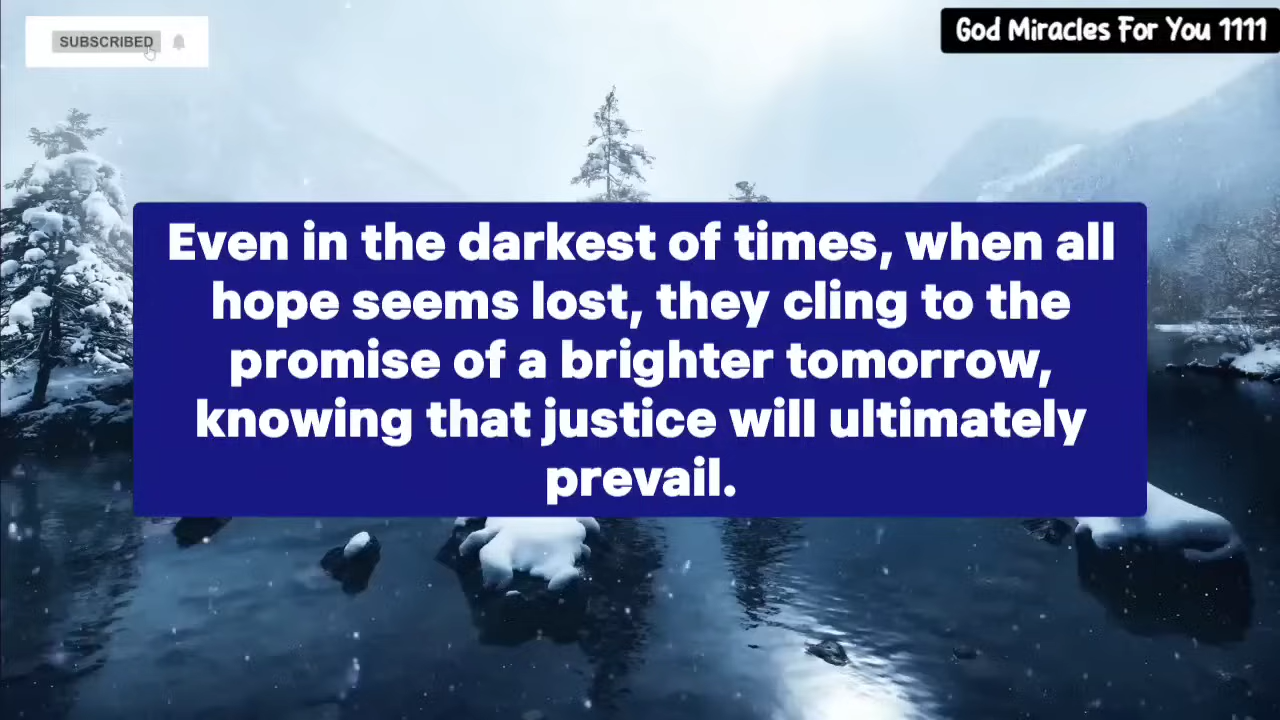 SUBSCRIBED
God Miracles For You 1111
Even in the darkest of times, when all
hope seems lost, they cling to the
promise of a brighter tomorrow,
knowing that justice will ultimately
prevail.